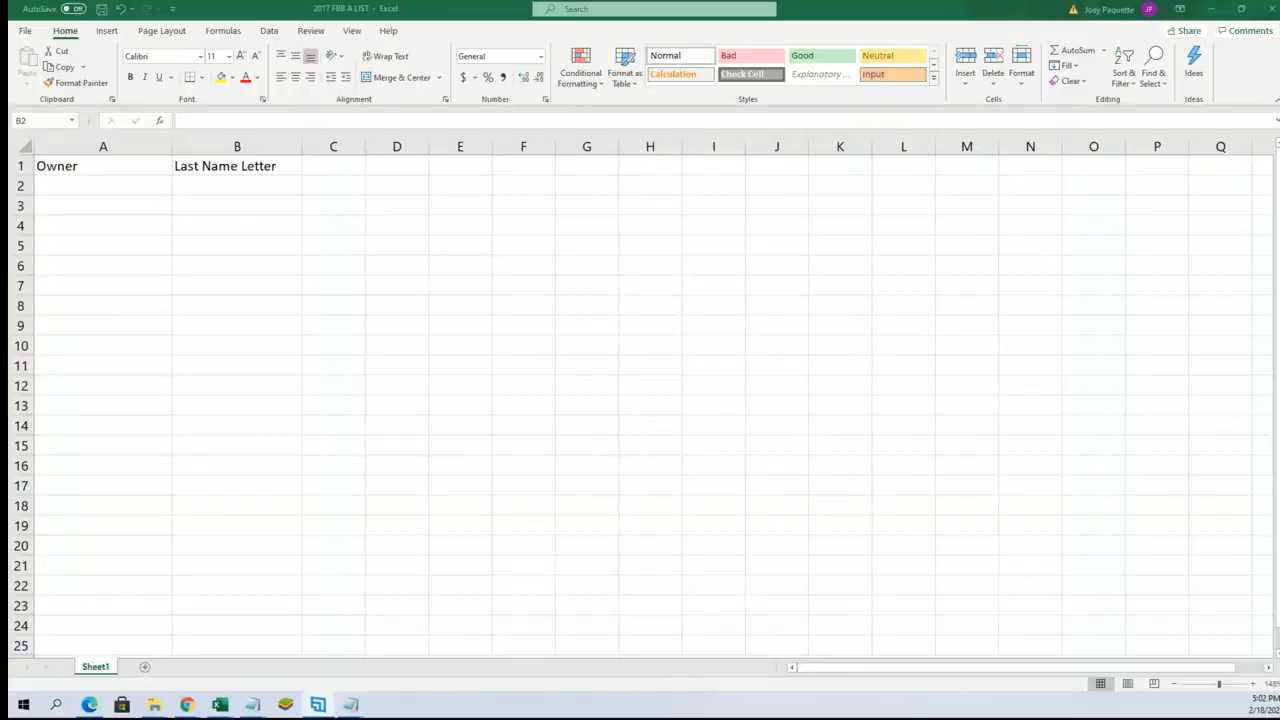 AutoSave Off 2017 FBB A LIST - Excel Search Joey Paquette JP
File Home Insert Page Layout Formulas Data Review View Help Share Comments
Paste Cut Copy Format Painter Clipboard
Calibri 11 A A B I U A Font
Wrap Text Merge & Center Alignment
General $ % Number
Conditional Formatting Format as Table
Normal Bad Good Neutral
Calculation Check Cell Explanatory ... Input
Styles
Insert Delete Format Cells
AutoSum Fill Clear Sort & Filter Find & Select Editing
Ideas Ideas
B2 fx
A B C D E F G H I J K L M N O P Q
1 Owner Last Name Letter
2
3
4
5
6
7
8
9
10
11
12
13
14
15
16
17
18
19
20
21
22
23
24
25
Sheet1
5:02 PM